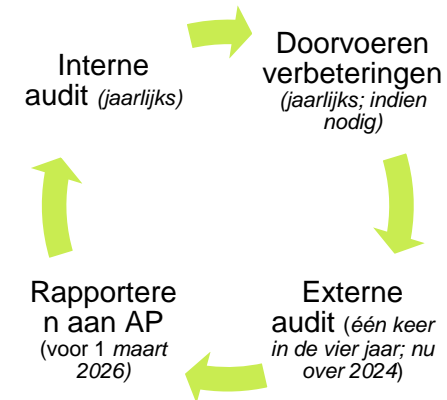 Interne
audit (jaarlijks)
Doorvoeren
verbeteringen
(jaarlijks; indien
nodig)
Externe
audit (één keer
in de vier jaar; nu
over 2024)
Rapportere
n aan AP
(voor 1 maart
2026)